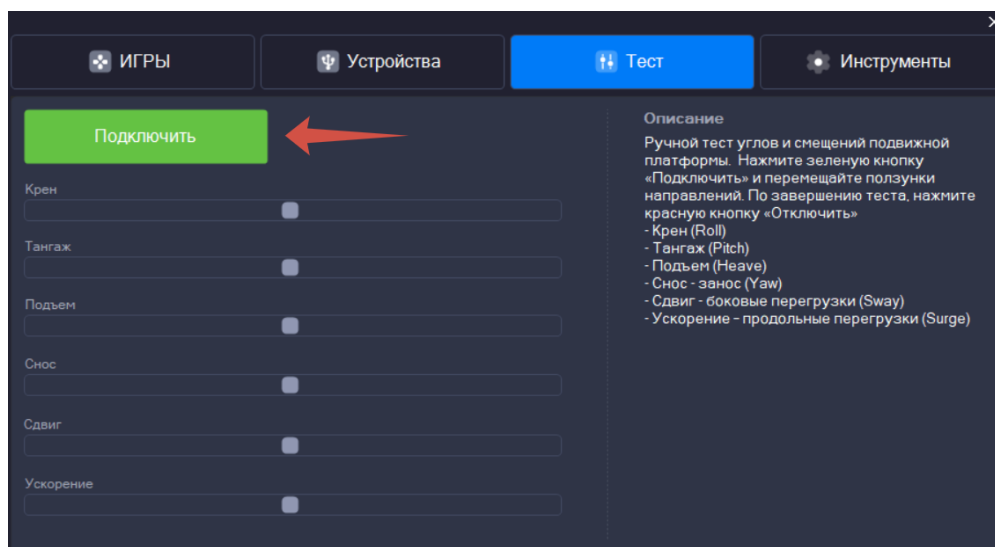 ИГРЫ
Устройства
Тест
Инструменты
Подключить
Крен
Тангаж
Подъем
Снос
Сдвиг
Ускорение
Описание
Ручной тест углов и смещений подвижной
платформы. Нажмите зеленую кнопку
«Подключить» и перемещайте ползунки
направлений. По завершению теста, нажмите
красную кнопку «Отключить»
- Крен (Roll)
- Тангаж (Pitch)
- Подъем (Heave)
- Снос - занос (Yaw)
- Сдвиг - боковые перегрузки (Sway)
- Ускорение – продольные перегрузки (Surge)